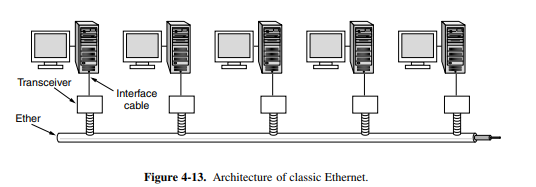 Transceiver
Interface
cable
Ether
Figure 4-13. Architecture of classic Ethernet.